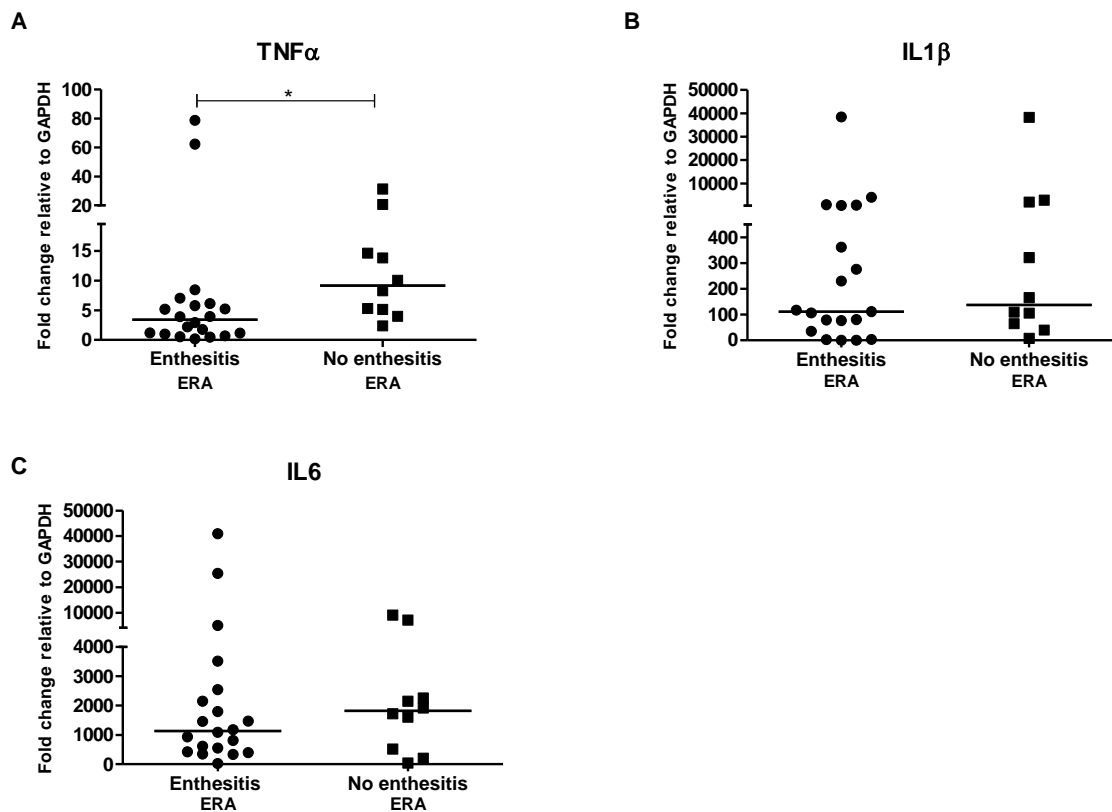 A
TNFα
Fold change relative to GAPDH
100
80
60
40
20
15
10
5
0
*
Enthesitis
ERA
No enthesitis
ERA
B
IL1β
Fold change relative to GAPDH
50000
40000
30000
20000
10000
400
300
200
100
0
Enthesitis
ERA
No enthesitis
ERA
C
IL6
Fold change relative to GAPDH
50000
40000
30000
20000
10000
4000
3000
2000
1000
0
Enthesitis
ERA
No enthesitis
ERA